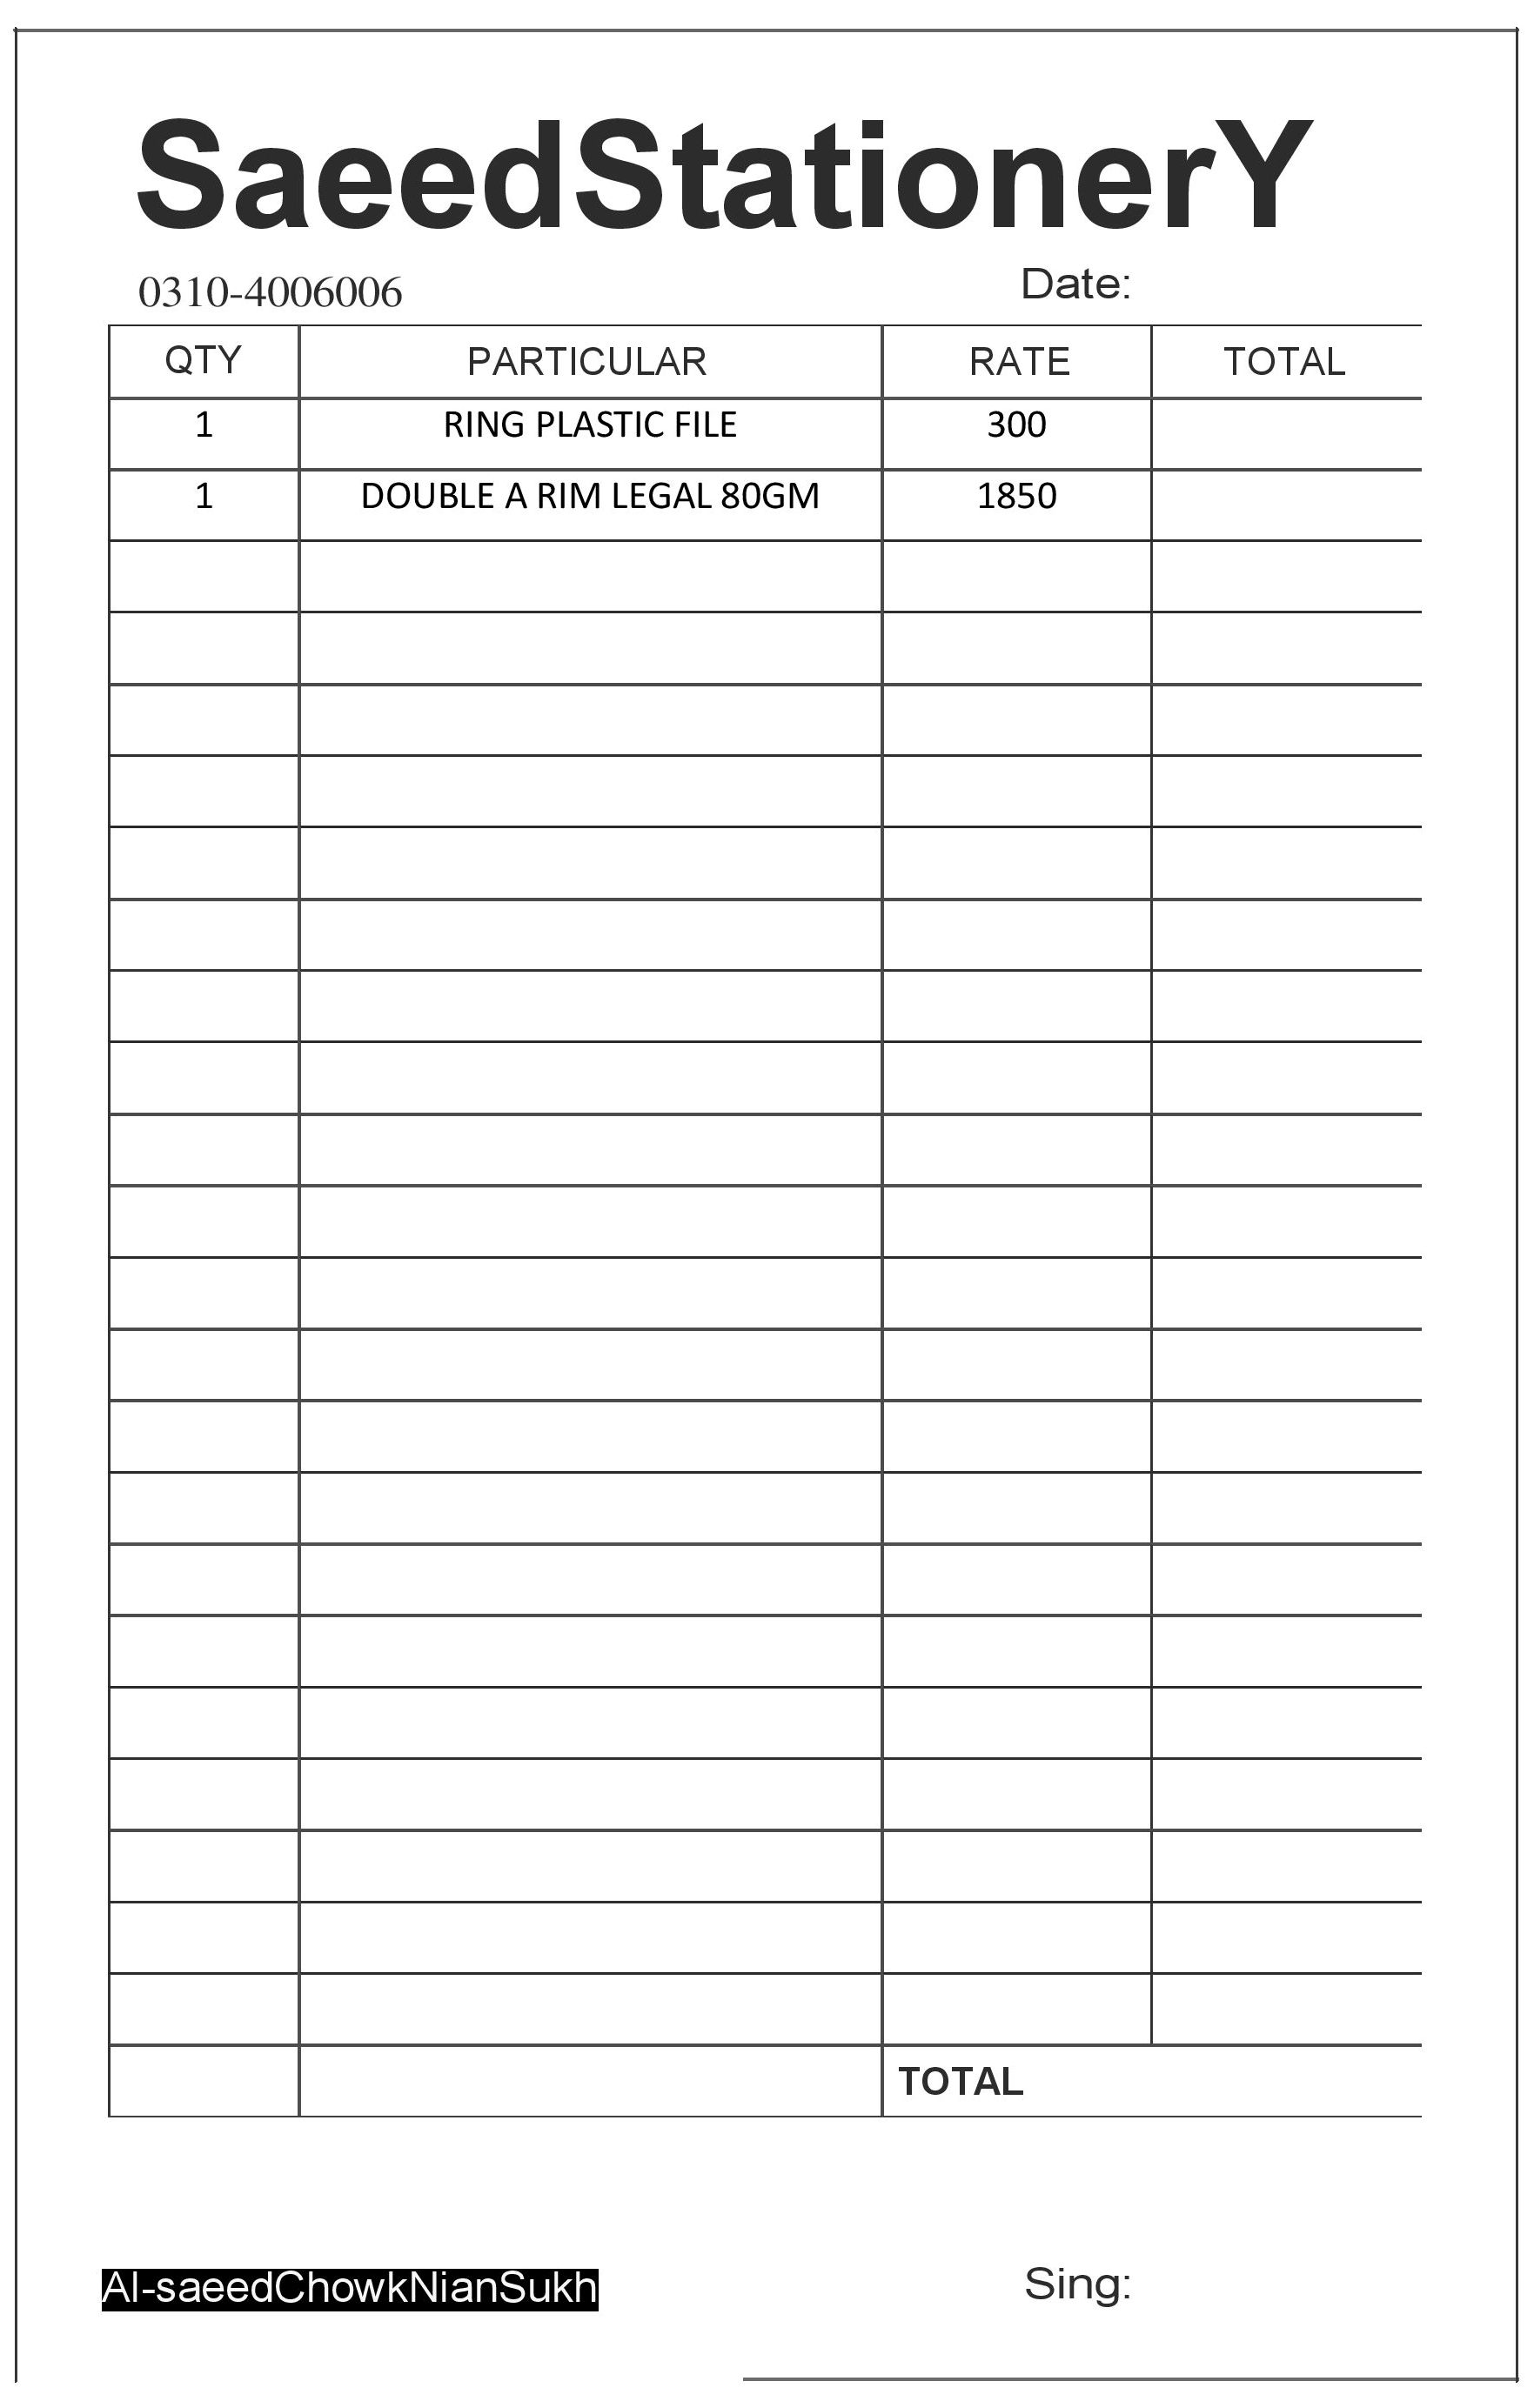 SaeedStationerY
0310-4006006 Date:
QTY PARTICULAR RATE TOTAL
1 RING PLASTIC FILE 300
1 DOUBLE A RIM LEGAL 80GM 1850
TOTAL
Al-saeedChowkNianSukh Sing: